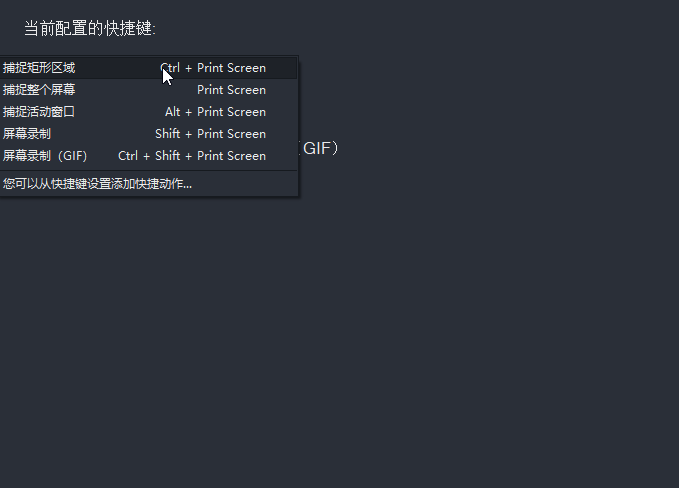 当前配置的快捷键:
捕捉矩形区域 Ctrl + Print Screen
捕捉整个屏幕 Print Screen
捕捉活动窗口 Alt + Print Screen
屏幕录制 Shift + Print Screen
屏幕录制（GIF） Ctrl + Shift + Print Screen
（GIF）
您可以从快捷键设置添加快捷动作...